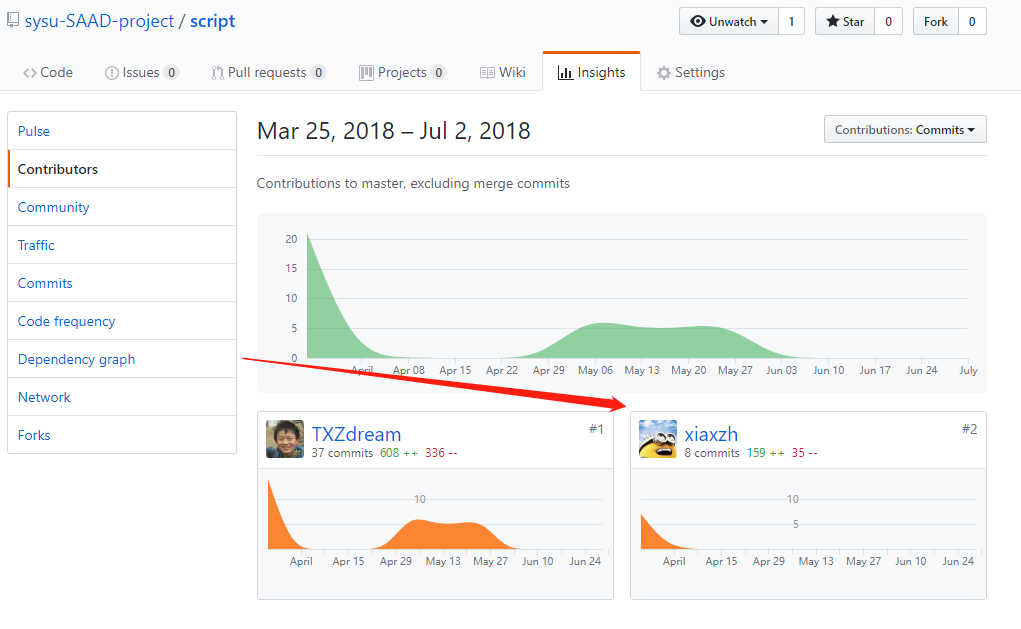 sysu-SAAD-project / script
Unwatch 1 Star 0 Fork 0
Code Issues 0 Pull requests 0 Projects 0 Wiki Insights Settings
Pulse
Contributors
Community
Traffic
Commits
Code frequency
Dependency graph
Network
Forks
Mar 25, 2018 – Jul 2, 2018
Contributions: Commits
Contributions to master, excluding merge commits
20
15
10
5
0
April Apr 08 Apr 15 Apr 22 Apr 29 May 06 May 13 May 20 May 27 Jun 03 Jun 10 Jun 17 Jun 24 July
TXZdream #1
37 commits 608 ++ 336 --
10
April Apr 15 Apr 29 May 13 May 27 Jun 10 Jun 24
xiaxzh #2
8 commits 159 ++ 35 --
10
5
April Apr 15 Apr 29 May 13 May 27 Jun 10 Jun 24